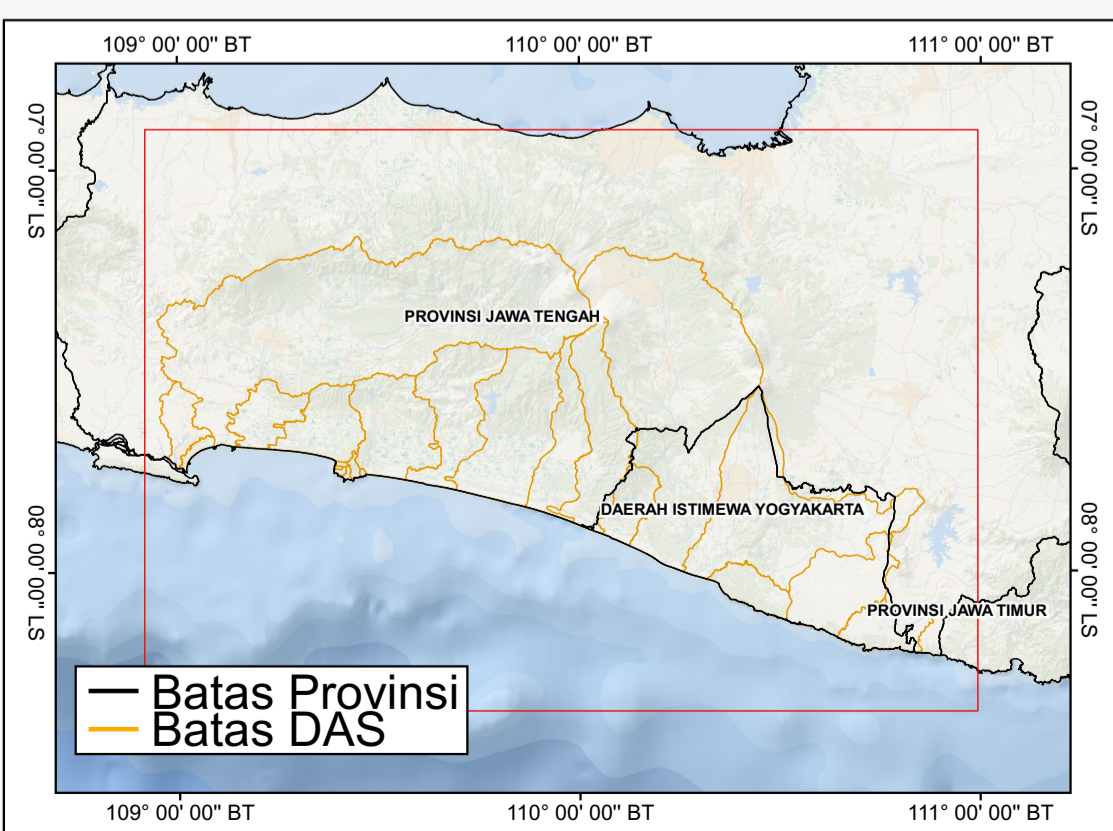 109° 00' 00" BT
110° 00' 00" BT
111° 00' 00" BT
07° 00' 00" LS
07° 00' 00" LS
PROVINSI JAWA TENGAH
DAERAH ISTIMEWA YOGYAKARTA
08° 00' 00" LS
08° 00' 00" LS
PROVINSI JAWA TIMUR
Batas Provinsi
Batas DAS
109° 00' 00" BT
110° 00' 00" BT
111° 00' 00" BT